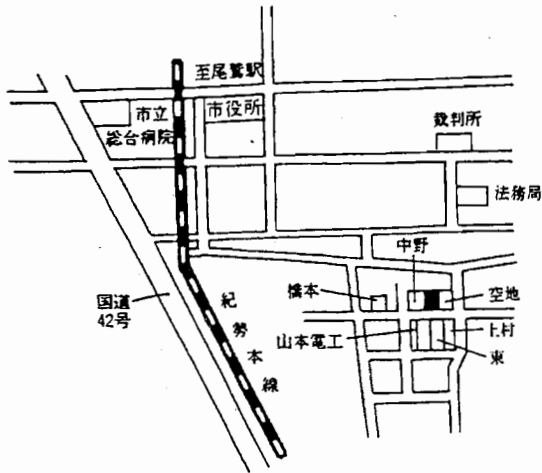 至尾鷲駅
市立
総台病院
市役所
裁判所
法務局
中野
橋本
空地
国道
42号
紀勢本線
山本電工
上村
東